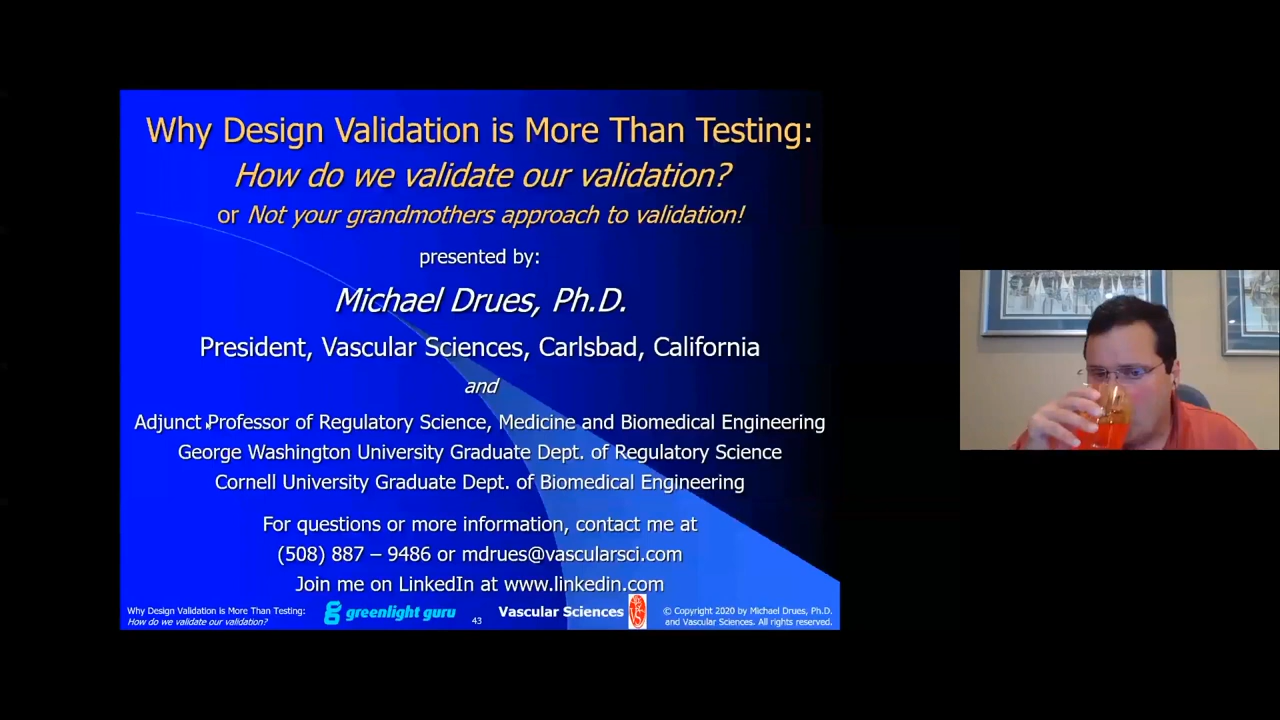 Why Design Validation is More Than Testing:
How do we validate our validation?
or Not your grandmothers approach to validation!
presented by:
Michael Drues, Ph.D.
President, Vascular Sciences, Carlsbad, California
and
Adjunct Professor of Regulatory Science, Medicine and Biomedical Engineering
George Washington University Graduate Dept. of Regulatory Science
Cornell University Graduate Dept. of Biomedical Engineering
For questions or more information, contact me at
(508) 887 – 9486 or mdrues@vascularsci.com
Join me on LinkedIn at www.linkedin.com
Why Design Validation is More Than Testing:
How do we validate our validation?
greenlight guru
43
Vascular Sciences
© Copyright 2020 by Michael Drues, Ph.D.
and Vascular Sciences. All rights reserved.